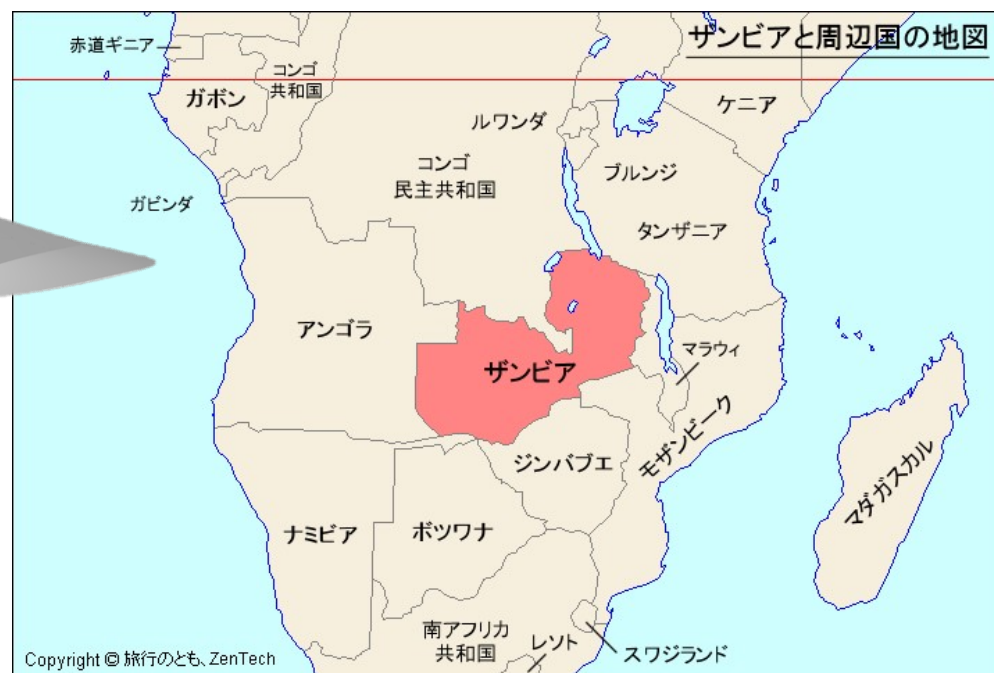 ザンビアと周辺国の地図
赤道ギニア
コンゴ
共和国
ガボン
ケニア
ルワンダ
コンゴ
民主共和国
ブルンジ
ガビンダ
タンザニア
アンゴラ
マラウィ
ザンビア
モザンビーク
ジンバブエ
マダガスカル
ナミビア
ボツワナ
南アフリカ
共和国
レソト
スワジランド
Copyright © 旅行のとも、ZenTech